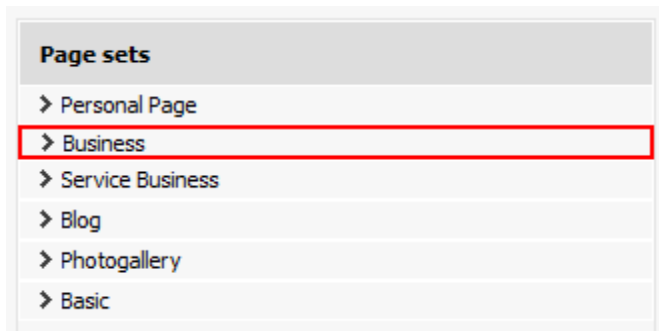 Page sets
Personal Page
Business
Service Business
Blog
Photogallery
Basic